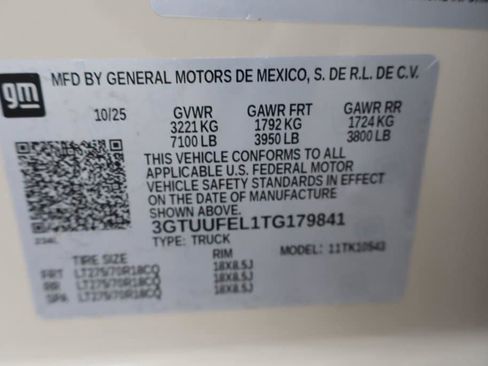 gm
MFD BY GENERAL MOTORS DE MEXICO, S. DE R.L. DE C.V.
10/25 GVWR GAWR FRT GAWR RR
3221 KG 1792 KG 1724 KG
7100 LB 3950 LB 3800 LB
THIS VEHICLE CONFORMS TO ALL
APPLICABLE U.S. FEDERAL MOTOR
VEHICLE SAFETY STANDARDS IN EFFECT
ON THE DATE OF MANUFACTURE
SHOWN ABOVE.
3GTUUFEL1TG179841
TYPE: TRUCK MODEL: 11TK10543
TIRE SIZE RIM
FRT LT275/70R18CQ 18X8.5J
RR LT275/70R18CQ 18X8.5J
SPA LT275/70R18CQ 18X8.5J